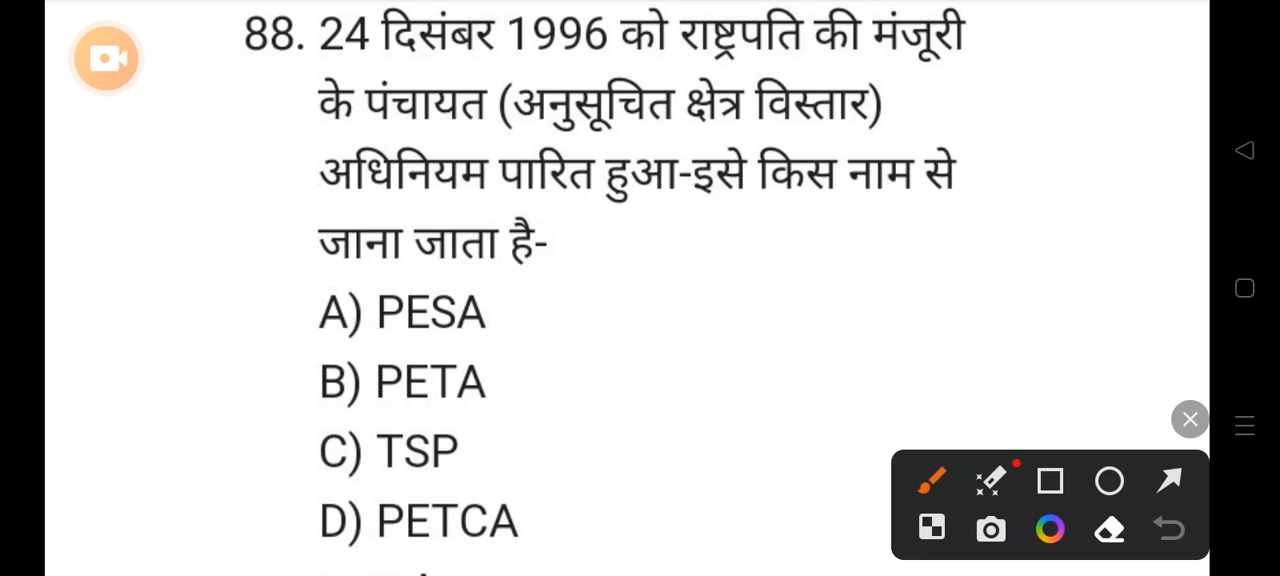 88. 24 दिसंबर 1996 को राष्ट्रपति की मंजूरी
के पंचायत (अनुसूचित क्षेत्र विस्तार)
अधिनियम पारित हुआ-इसे किस नाम से
जाना जाता है-
A) PESA
B) PETA
C) TSP
D) PETCA